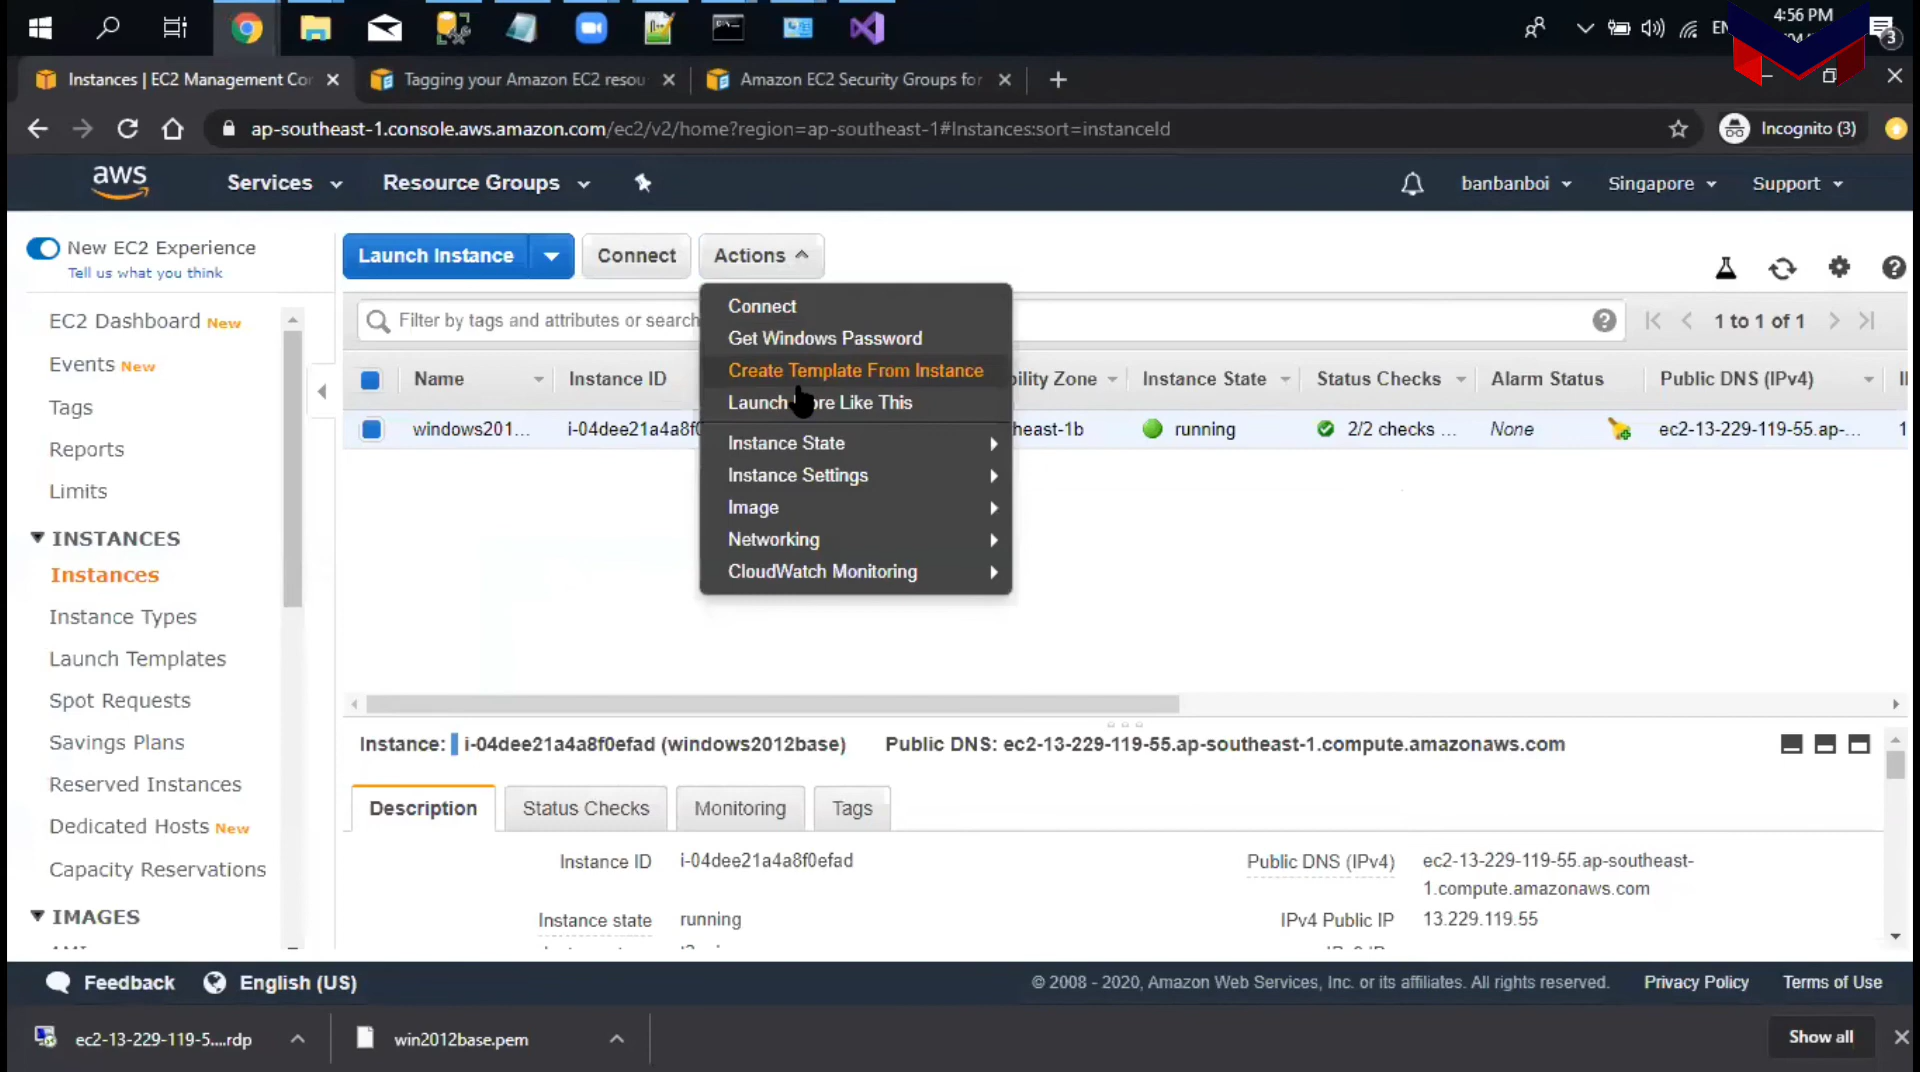 4:56 PM
3
Instances | EC2 Management Cor
Tagging your Amazon EC2 resou
Amazon EC2 Security Groups for
ap-southeast-1.console.aws.amazon.com/ec2/v2/home?region=ap-southeast-1#Instances:sort=instanceId
Incognito (3)
aws
Services
Resource Groups
banbanboi
Singapore
Support
New EC2 Experience
Tell us what you think
EC2 Dashboard New
Events New
Tags
Reports
Limits
INSTANCES
Instances
Instance Types
Launch Templates
Spot Requests
Savings Plans
Reserved Instances
Dedicated Hosts New
Capacity Reservations
IMAGES
Launch Instance
Connect
Actions
Connect
Get Windows Password
Create Template From Instance
Launch More Like This
Instance State
Instance Settings
Image
Networking
CloudWatch Monitoring
Filter by tags and attributes or search
1 to 1 of 1
Name Instance ID bility Zone Instance State Status Checks Alarm Status Public DNS (IPv4)
windows201... i-04dee21a4a8f0 heast-1b running 2/2 checks ... None ec2-13-229-119-55.ap-...
Instance: i-04dee21a4a8f0efad (windows2012base) Public DNS: ec2-13-229-119-55.ap-southeast-1.compute.amazonaws.com
Description
Status Checks
Monitoring
Tags
Instance ID i-04dee21a4a8f0efad
Public DNS (IPv4) ec2-13-229-119-55.ap-southeast-
1.compute.amazonaws.com
Instance state running
IPv4 Public IP 13.229.119.55
Feedback
English (US)
© 2008 - 2020, Amazon Web Services, Inc. or its affiliates. All rights reserved.
Privacy Policy
Terms of Use
ec2-13-229-119-5....rdp
win2012base.pem
Show all